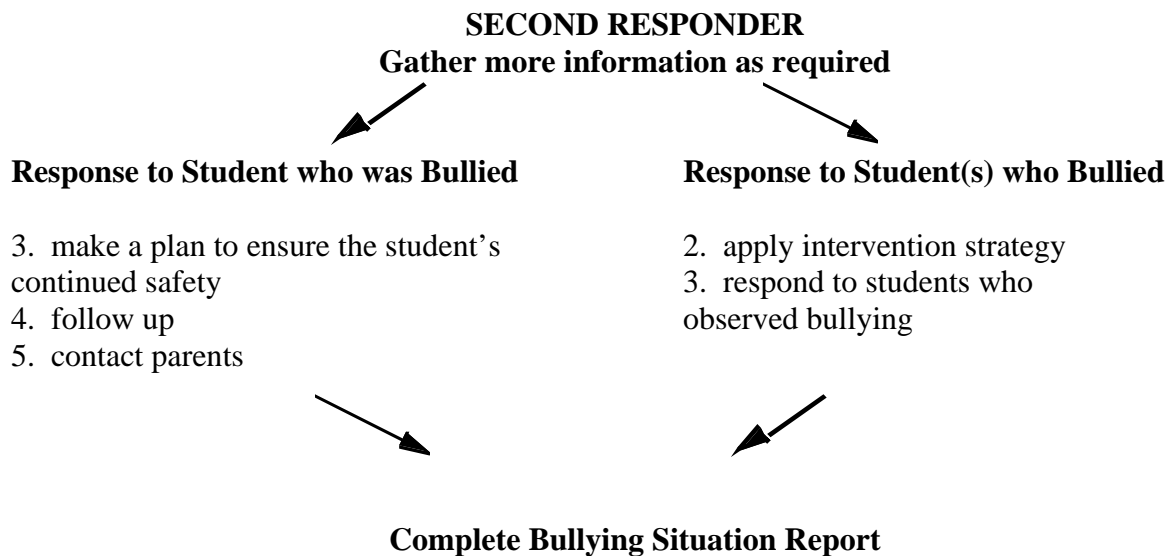 SECOND RESPONDER
Gather more information as required
Response to Student who was Bullied
3. make a plan to ensure the student's
continued safety
4. follow up
5. contact parents
Response to Student(s) who Bullied
2. apply intervention strategy
3. respond to students who
observed bullying
Complete Bullying Situation Report